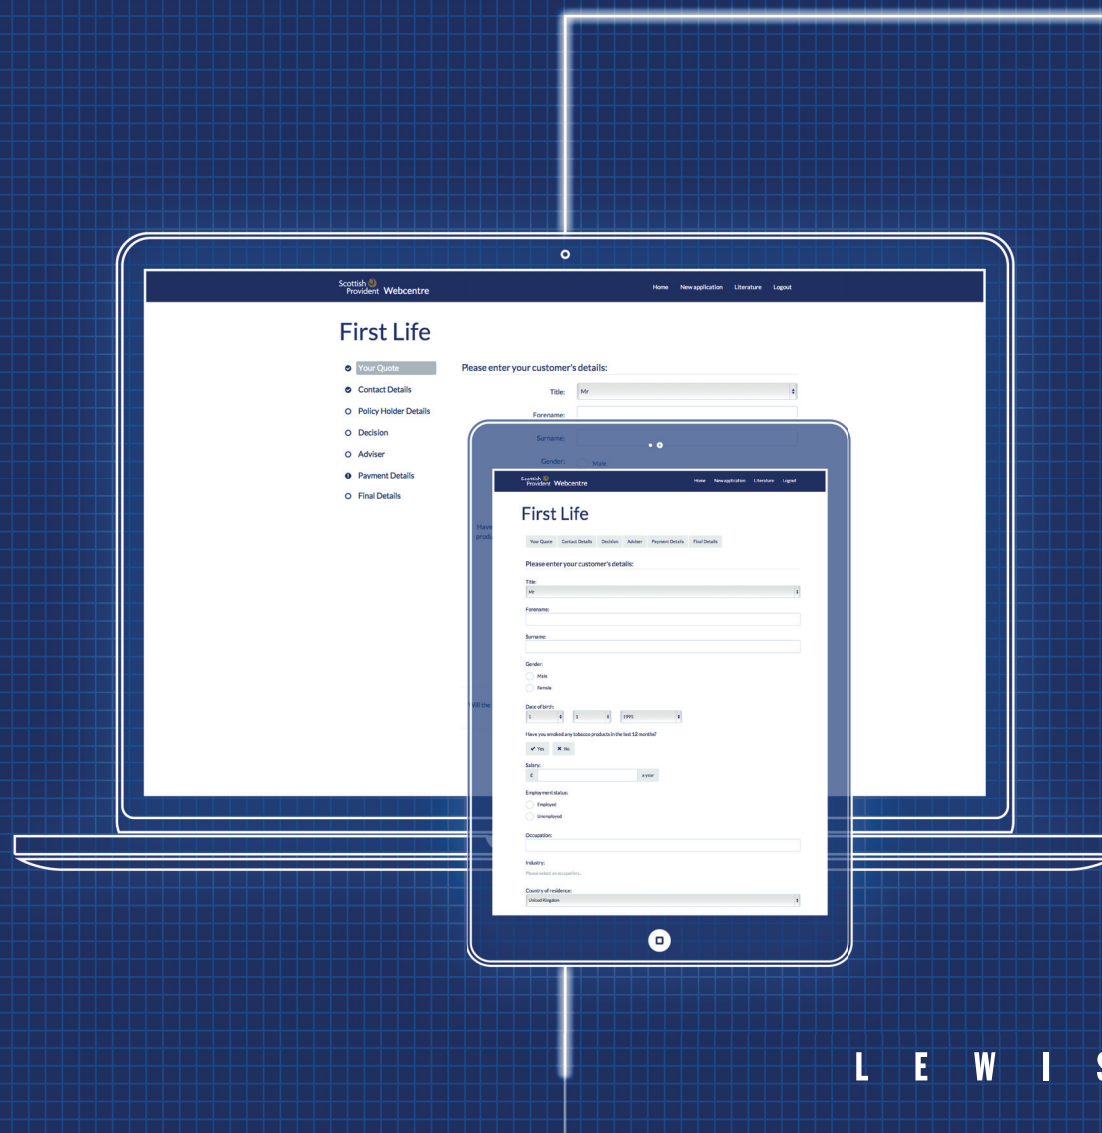 Scottish
Provident Webcentre
Home New application Literature Logout
First Life
Your Quote
Contact Details
Policy Holder Details
Decision
Adviser
Payment Details
Final Details
Please enter your customer's details:
Title: Mr
Forename:
Surname:
Gender: Male
Have
produ
Will the
Scottish
Provident Webcentre
Home New application Literature Logout
First Life
Your Quote Contact Details Decision Adviser Payment Details Final Details
Please enter your customer's details:
Title:
Mr
Forename:
Surname:
Gender:
Male
Female
Date of birth:
1 1 1995
Have you smoked any tobacco products in the last 12 months?
Yes No
Salary:
£ a year
Employment status:
Employed
Unemployed
Occupation:
Industry:
Please select an occupation...
Country of residence:
United Kingdom
LEWIS